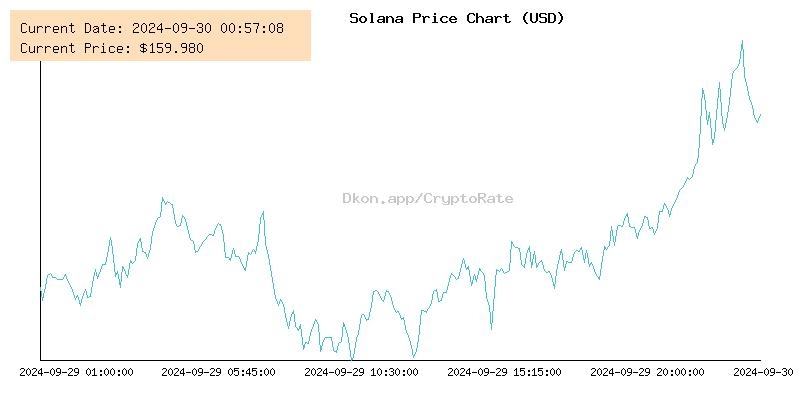 Solana Price Chart (USD)
Current Date: 2024-09-30 00:57:08
Current Price: $159.980
Dkon.app/CryptoRate
2024-09-29 01:00:00 2024-09-29 05:45:00 2024-09-29 10:30:00 2024-09-29 15:15:00 2024-09-29 20:00:00 2024-09-30